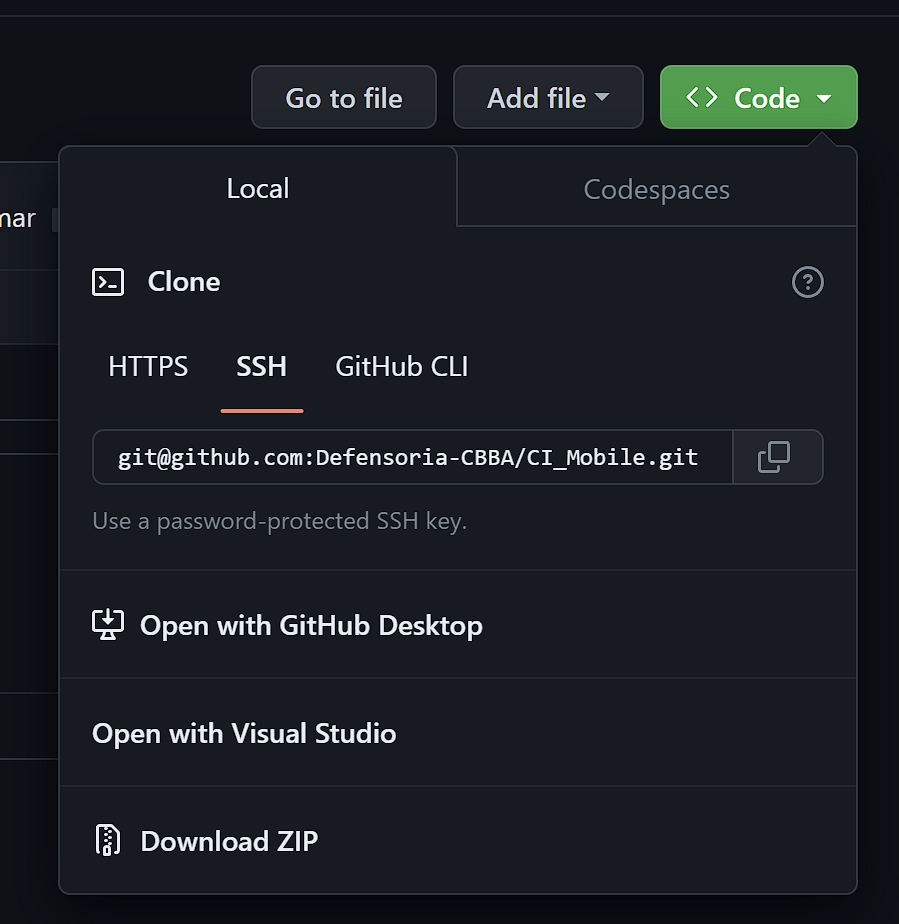 Go to file Add file Code
Local Codespaces
mar
Clone
HTTPS SSH GitHub CLI
git@github.com:Defensoria-CBBA/CI_Mobile.git
Use a password-protected SSH key.
Open with GitHub Desktop
Open with Visual Studio
Download ZIP